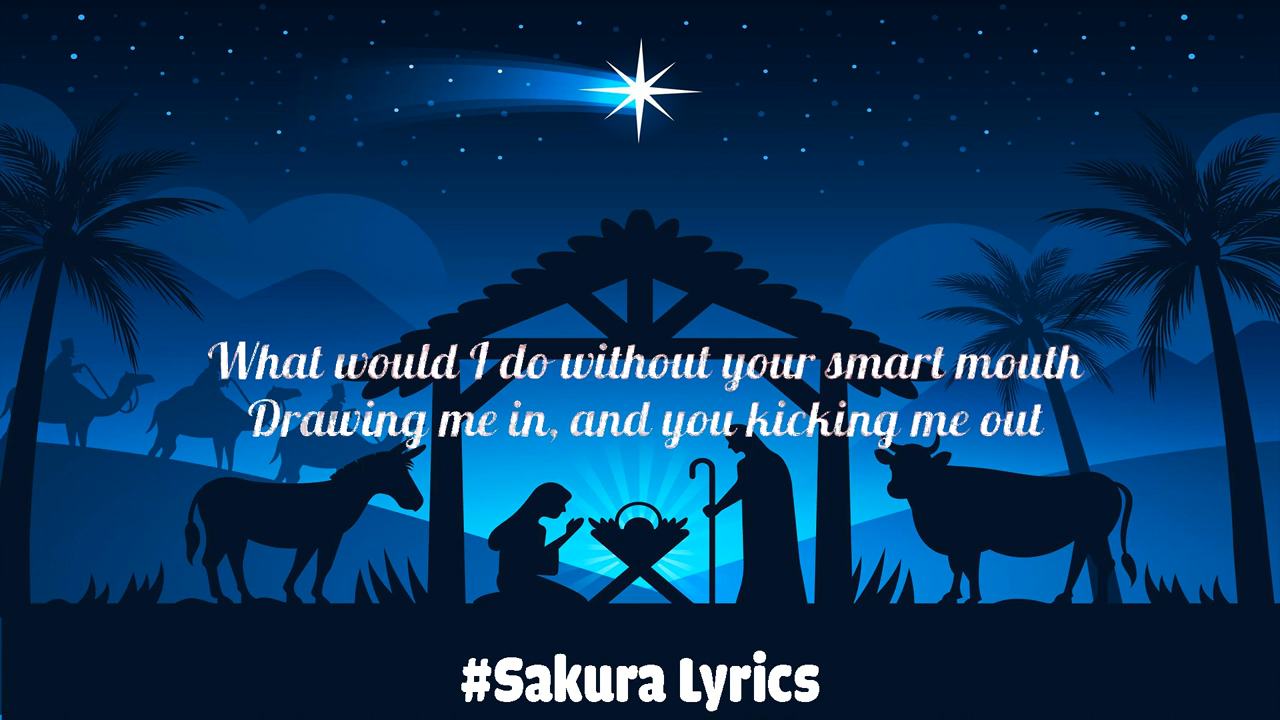 What would I do without your smart mouth
Drawing me in, and you kicking me out
#Sakura Lyrics